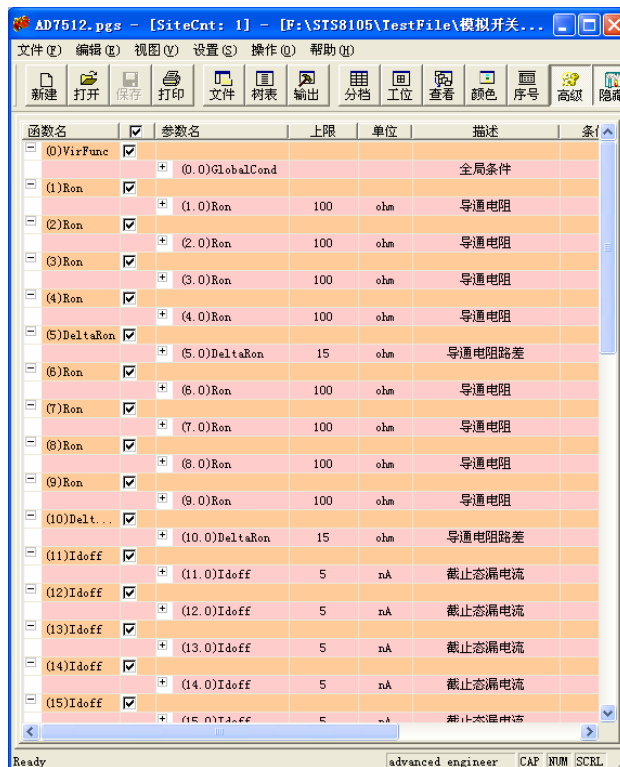 AD7512.pgs - [SiteCnt: 1] - [F:\STS8105\TestFile\模拟开关...
文件(F) 编辑(E) 视图(V) 设置(S) 操作(O) 帮助(H)
新建 打开 保存 打印 文件 树表 输出 分档 工位 查看 颜色 序号 高级 隐藏
函数名 参数名 上限 单位 描述
(0)VirFunc
(0.0)GlobalCond 全局条件
(1)Ron
(1.0)Ron 100 ohm 导通电阻
(2)Ron
(2.0)Ron 100 ohm 导通电阻
(3)Ron
(3.0)Ron 100 ohm 导通电阻
(4)Ron
(4.0)Ron 100 ohm 导通电阻
(5)DeltaRon
(5.0)DeltaRon 15 ohm 导通电阻路差
(6)Ron
(6.0)Ron 100 ohm 导通电阻
(7)Ron
(7.0)Ron 100 ohm 导通电阻
(8)Ron
(8.0)Ron 100 ohm 导通电阻
(9)Ron
(9.0)Ron 100 ohm 导通电阻
(10)Delt...
(10.0)DeltaRon 15 ohm 导通电阻路差
(11)Idoff
(11.0)Idoff 5 nA 截止态漏电流
(12)Idoff
(12.0)Idoff 5 nA 截止态漏电流
(13)Idoff
(13.0)Idoff 5 nA 截止态漏电流
(14)Idoff
(14.0)Idoff 5 nA 截止态漏电流
(15)Idoff
(15.0)Idoff 5 nA 截止态漏电流
Ready advanced engineer CAP NUM SCRL